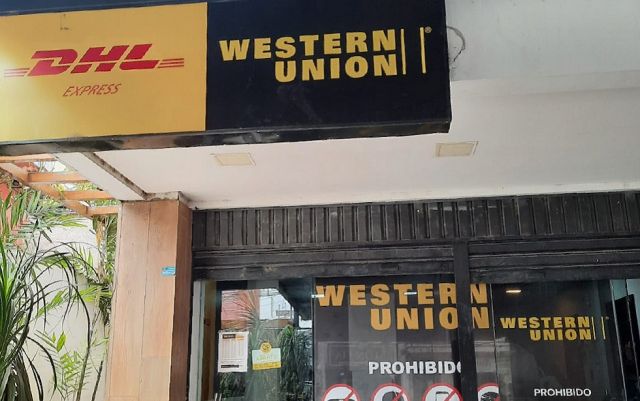 DHL
EXPRESS
WESTERN
UNION
WESTERN
UNION
WESTERN
UNION
PROHIBIDO
PROHIBIDO